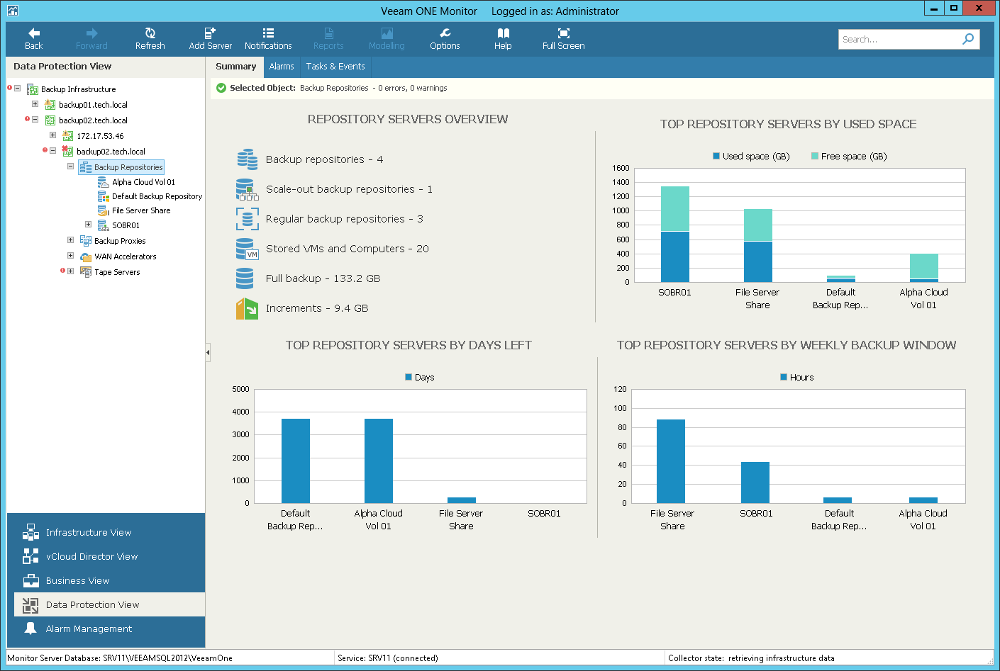 Veeam ONE Monitor Logged in as: Administrator
Back
Forward
Refresh
Add Server
Notifications
Reports
Modelling
Options
Help
Full Screen
Search...
Data Protection View
Summary
Alarms
Tasks & Events
Backup Infrastructure
backup01.tech.local
backup02.tech.local
172.17.53.46
backup02.tech.local
Backup Repositories
Alpha Cloud Vol 01
Default Backup Repository
File Server Share
SOBR01
Backup Proxies
WAN Accelerators
Tape Servers
Infrastructure View
vCloud Director View
Business View
Data Protection View
Alarm Management
Selected Object: Backup Repositories - 0 errors, 0 warnings
REPOSITORY SERVERS OVERVIEW
Backup repositories - 4
Scale-out backup repositories - 1
Regular backup repositories - 3
VM
Stored VMs and Computers - 20
Full backup - 133.2 GB
Increments - 9.4 GB
TOP REPOSITORY SERVERS BY USED SPACE
Used space (GB) Free space (GB)
1600
1400
1200
1000
800
600
400
200
0
SOBR01
File Server
Share
Default
Backup Rep...
Alpha Cloud
Vol 01
TOP REPOSITORY SERVERS BY DAYS LEFT
Days
5000
4000
3000
2000
1000
0
Default
Backup Rep...
Alpha Cloud
Vol 01
File Server
Share
SOBR01
TOP REPOSITORY SERVERS BY WEEKLY BACKUP WINDOW
Hours
120
100
80
60
40
20
0
File Server
Share
SOBR01
Default
Backup Rep...
Alpha Cloud
Vol 01
Monitor Server Database: SRV11\VEEAMSQL2012\VeeamOne
Service: SRV11 (connected)
Collector state: retrieving infrastructure data